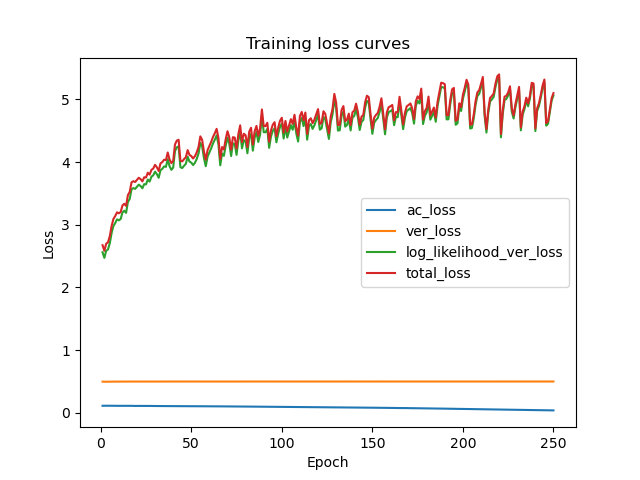 Training loss curves
Loss
5
4
3
2
1
0
ac_loss
ver_loss
log_likelihood_ver_loss
total_loss
0 50 100 150 200 250
Epoch